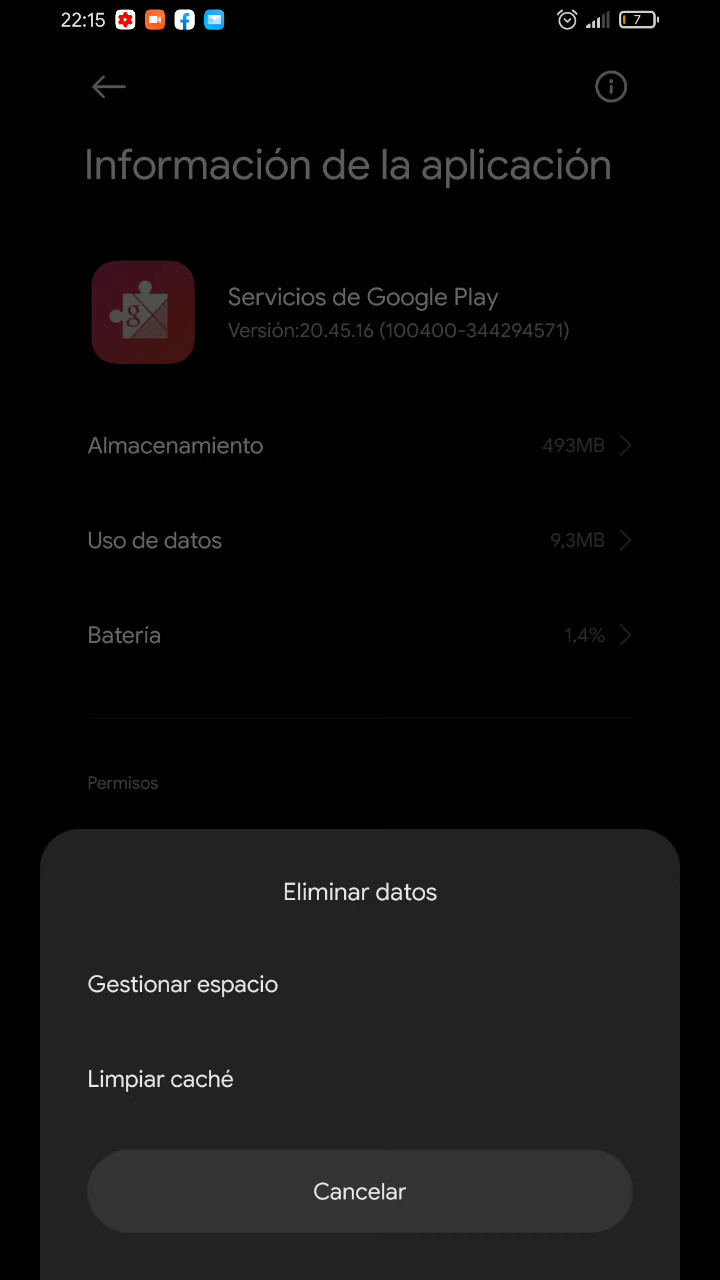 22:15
7
Información de la aplicación
g
Servicios de Google Play
Versión:20.45.16 (100400-344294571)
Almacenamiento 493MB
Uso de datos 9,3MB
Batería 1,4%
Permisos
Eliminar datos
Gestionar espacio
Limpiar caché
Cancelar